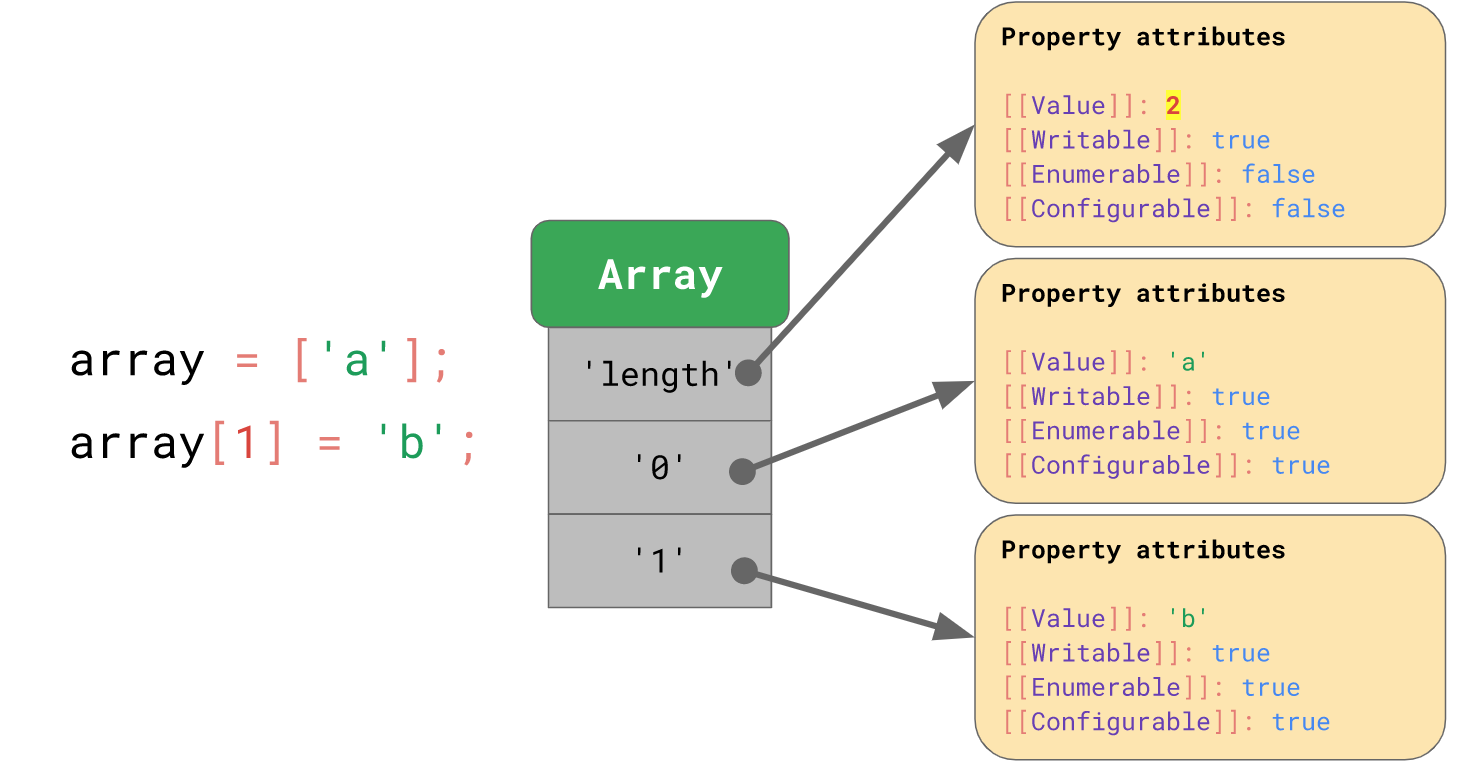 array = ['a'];
array[1] = 'b';
Array
'length'
'0'
'1'
Property attributes
[[Value]]: 2
[[Writable]]: true
[[Enumerable]]: false
[[Configurable]]: false
Property attributes
[[Value]]: 'a'
[[Writable]]: true
[[Enumerable]]: true
[[Configurable]]: true
Property attributes
[[Value]]: 'b'
[[Writable]]: true
[[Enumerable]]: true
[[Configurable]]: true